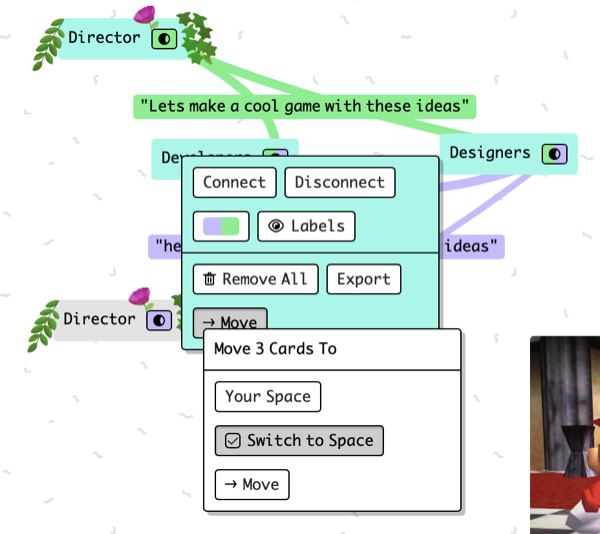 Director
"Lets make a cool game with these ideas"
Developers
Designers
Connect
Disconnect
Labels
"he
ideas"
Remove All
Export
Director
→ Move
Move 3 Cards To
Your Space
Switch to Space
→ Move